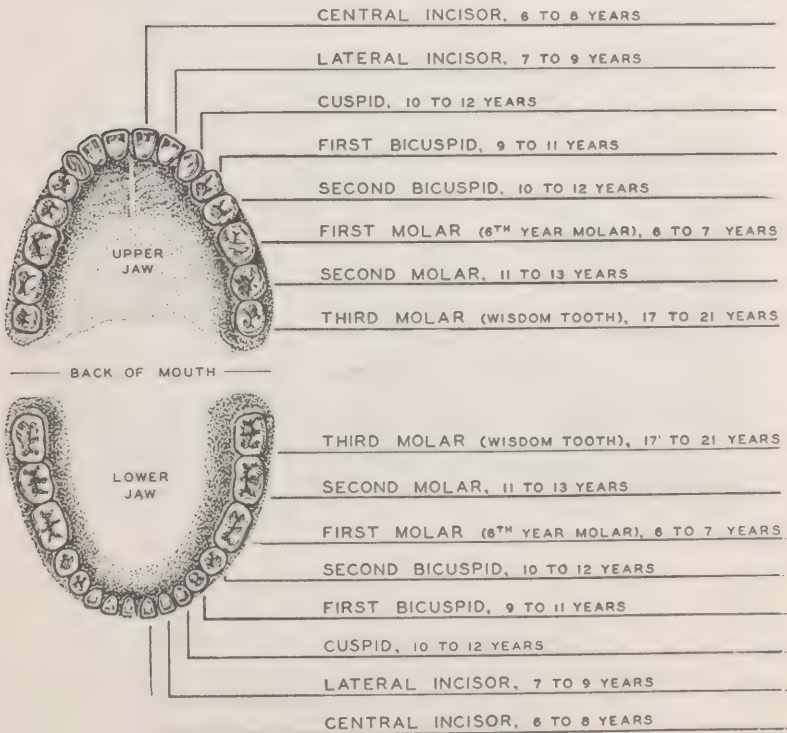 CENTRAL INCISOR, 6 TO 8 YEARS
LATERAL INCISOR, 7 TO 9 YEARS
CUSPID, 10 TO 12 YEARS
FIRST BICUSPID, 9 TO 11 YEARS
SECOND BICUSPID, 10 TO 12 YEARS
FIRST MOLAR (6TH YEAR MOLAR), 6 TO 7 YEARS
UPPER
JAW
SECOND MOLAR, 11 TO 13 YEARS
THIRD MOLAR (WISDOM TOOTH), 17 TO 21 YEARS
BACK OF MOUTH
THIRD MOLAR (WISDOM TOOTH), 17' TO 21 YEARS
LOWER
JAW
SECOND MOLAR, 11 TO 13 YEARS
FIRST MOLAR (6TH YEAR MOLAR), 6 TO 7 YEARS
SECOND BICUSPID, 10 TO 12 YEARS
FIRST BICUSPID, 9 TO 11 YEARS
CUSPID, 10 TO 12 YEARS
LATERAL INCISOR, 7 TO 9 YEARS
CENTRAL INCISOR, 6 TO 8 YEARS